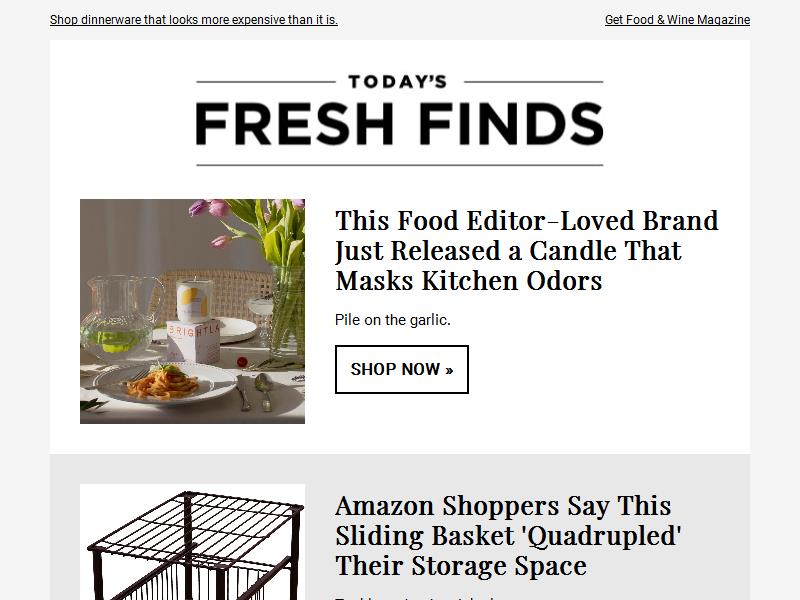 Shop dinnerware that looks more expensive than it is.
Get Food & Wine Magazine
TODAY'S
FRESH FINDS
This Food Editor-Loved Brand
Just Released a Candle That
Masks Kitchen Odors
Pile on the garlic.
SHOP NOW »
BRIGHTLA
Amazon Shoppers Say This
Sliding Basket 'Quadrupled'
Their Storage Space